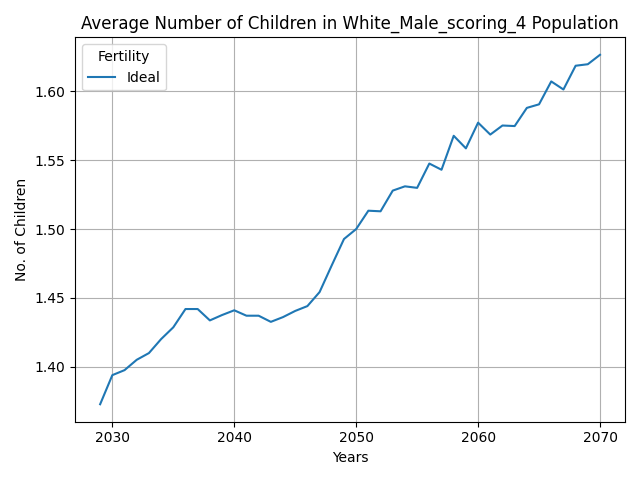 Average Number of Children in White_Male_scoring_4 Population
Fertility
Ideal
No. of Children
1.60
1.55
1.50
1.45
1.40
2030 2040 2050 2060 2070
Years